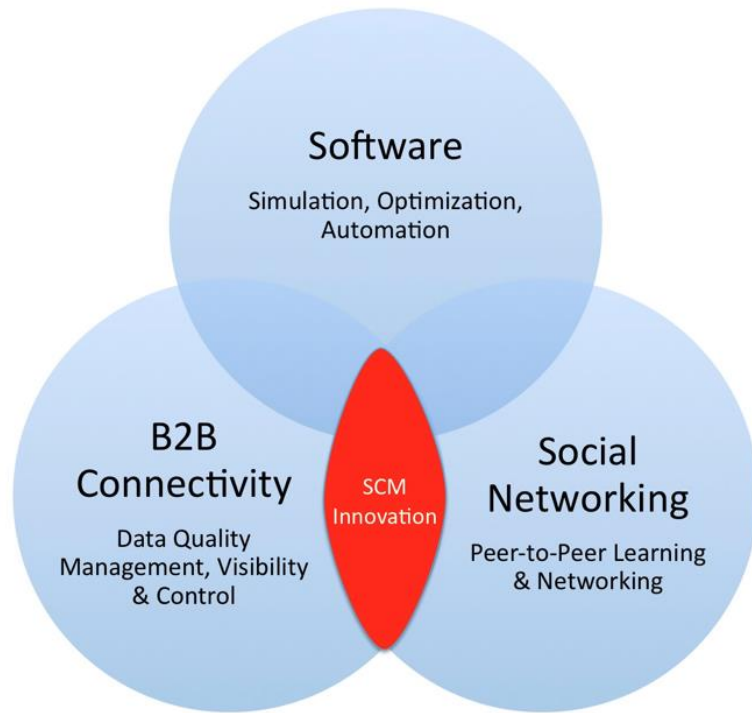 Software
Simulation, Optimization,
Automation
B2B
Connectivity
Data Quality
Management, Visibility
& Control
SCM
Innovation
Social
Networking
Peer-to-Peer Learning
& Networking